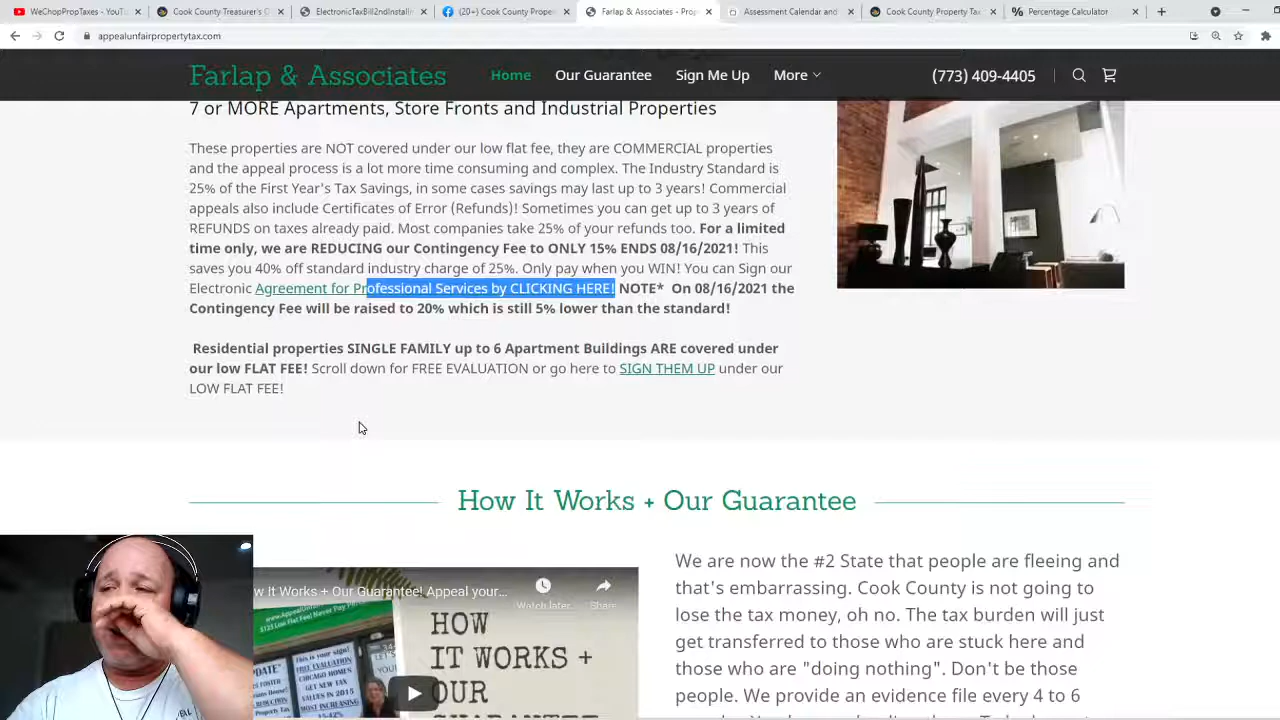 WeChopPropTaxes - YouTu
Cook County Treasurer's O
ElectronicTaxBill2ndInstallr
(20+) Cook County Proper
Farlap & Associates - Prop
Assessment Calendar and
Cook County Property Tax
Percentage Calculator
appealunfairpropertytax.com
Farlap & Associates
Home
Our Guarantee
Sign Me Up
More
(773) 409-4405
7 or MORE Apartments, Store Fronts and Industrial Properties
These properties are NOT covered under our low flat fee, they are COMMERCIAL properties
and the appeal process is a lot more time consuming and complex. The Industry Standard is
25% of the First Year's Tax Savings, in some cases savings may last up to 3 years! Commercial
appeals also include Certificates of Error (Refunds)! Sometimes you can get up to 3 years of
REFUNDS on taxes already paid. Most companies take 25% of your refunds too. For a limited
time only, we are REDUCING our Contingency Fee to ONLY 15% ENDS 08/16/2021! This
saves you 40% off standard industry charge of 25%. Only pay when you WIN! You can Sign our
Electronic Agreement for Professional Services by CLICKING HERE! NOTE* On 08/16/2021 the
Contingency Fee will be raised to 20% which is still 5% lower than the standard!
Residential properties SINGLE FAMILY up to 6 Apartment Buildings ARE covered under
our low FLAT FEE! Scroll down for FREE EVALUATION or go here to SIGN THEM UP under our
LOW FLAT FEE!
How It Works + Our Guarantee
w It Works + Our Guarantee! Appeal your...
Watch later
Share
HOW
IT WORKS +
OUR
We are now the #2 State that people are fleeing and
that's embarrassing. Cook County is not going to
lose the tax money, oh no. The tax burden will just
get transferred to those who are stuck here and
those who are "doing nothing". Don't be those
people. We provide an evidence file every 4 to 6